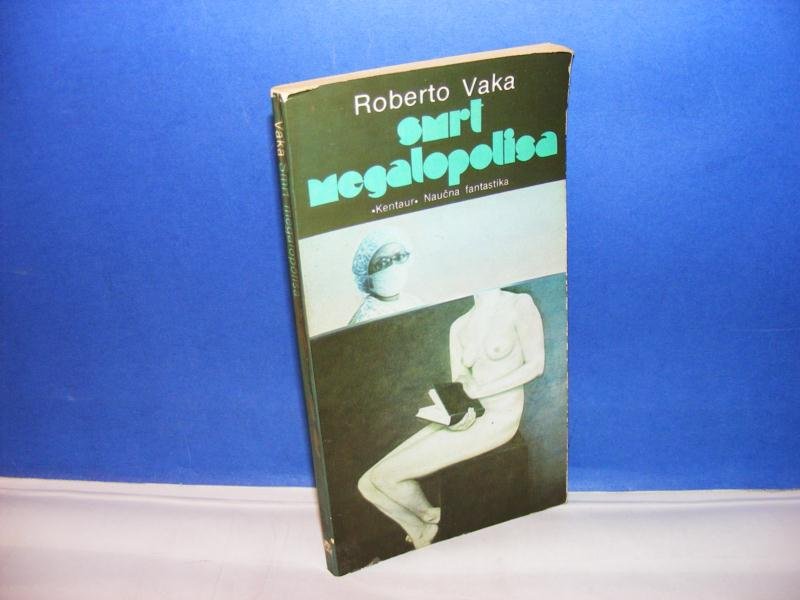 Roberto Vaka
smrt
megalopolisa
•Kentaur• Naučna fantastika
Vaka smrt megalopolisa